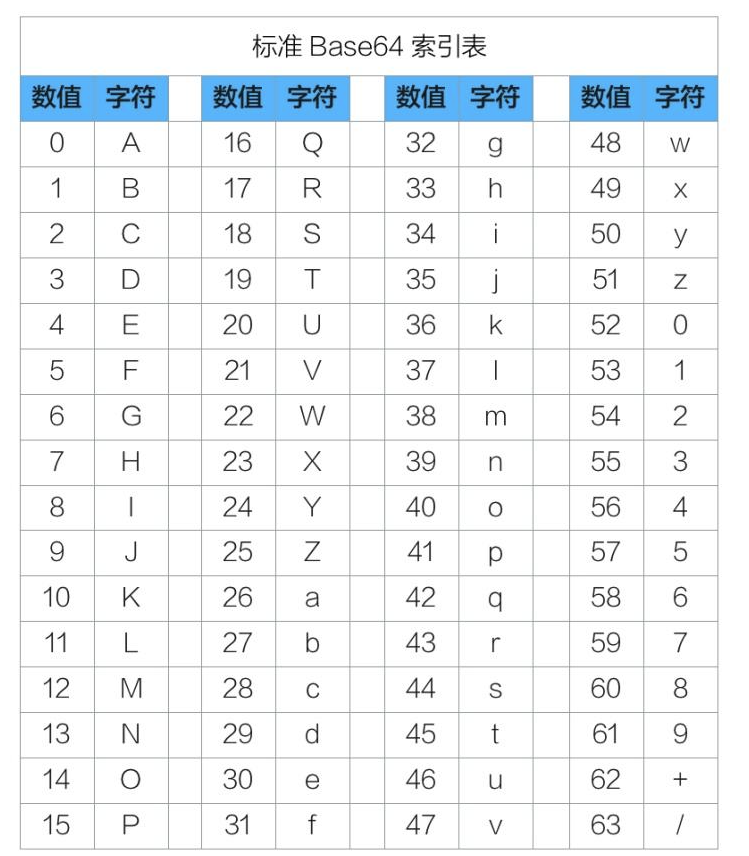 标准 Base64 索引表
数值 字符 数值 字符 数值 字符 数值 字符
0 A 16 Q 32 g 48 w
1 B 17 R 33 h 49 x
2 C 18 S 34 i 50 y
3 D 19 T 35 j 51 z
4 E 20 U 36 k 52 0
5 F 21 V 37 l 53 1
6 G 22 W 38 m 54 2
7 H 23 X 39 n 55 3
8 I 24 Y 40 o 56 4
9 J 25 Z 41 p 57 5
10 K 26 a 42 q 58 6
11 L 27 b 43 r 59 7
12 M 28 c 44 s 60 8
13 N 29 d 45 t 61 9
14 O 30 e 46 u 62 +
15 P 31 f 47 v 63 /